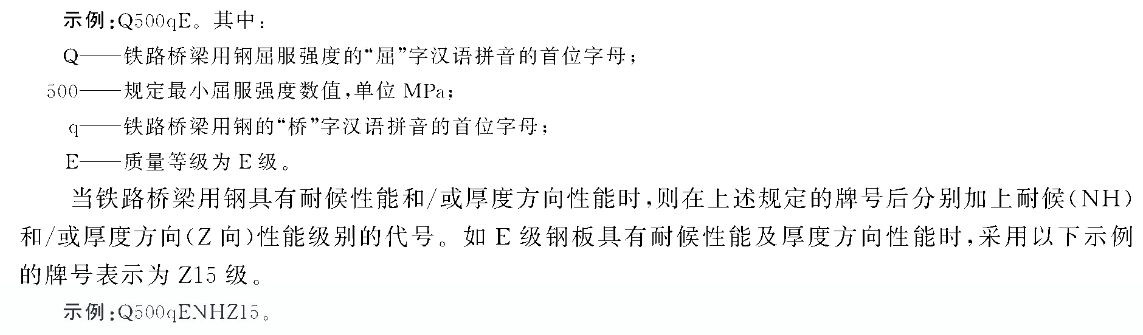 示例:Q500qE。其中:
Q——铁路桥梁用钢屈服强度的“屈”字汉语拼音的首位字母;
500——规定最小屈服强度数值,单位 MPa;
q——铁路桥梁用钢的“桥”字汉语拼音的首位字母;
E——质量等级为 E 级。
当铁路桥梁用钢具有耐候性能和/或厚度方向性能时,则在上述规定的牌号后分别加上耐候(NH)
和/或厚度方向(Z 向)性能级别的代号。如 E 级钢板具有耐候性能及厚度方向性能时,采用以下示例
的牌号表示为 Z15 级。
示例:Q500qENHZ15。